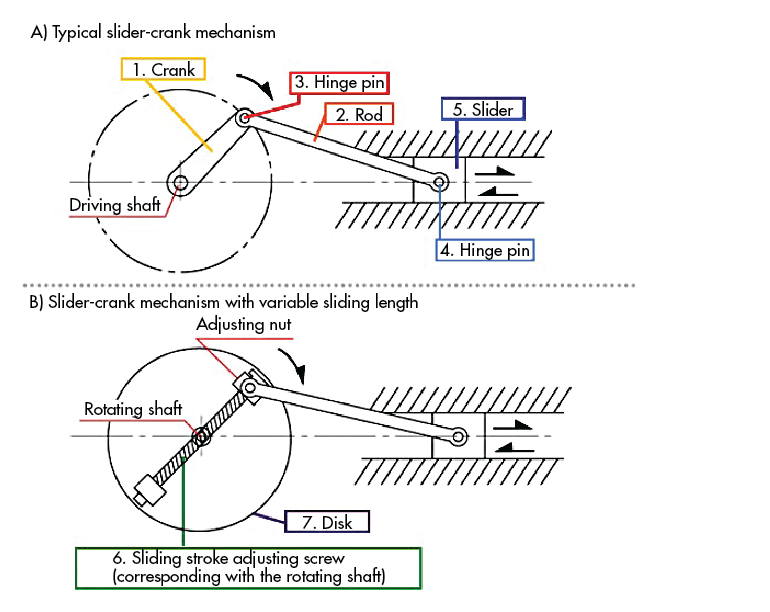 A) Typical slider-crank mechanism
1. Crank
3. Hinge pin
2. Rod
5. Slider
Driving shaft
4. Hinge pin
B) Slider-crank mechanism with variable sliding length
Adjusting nut
Rotating shaft
7. Disk
6. Sliding stroke adjusting screw
(corresponding with the rotating shaft)